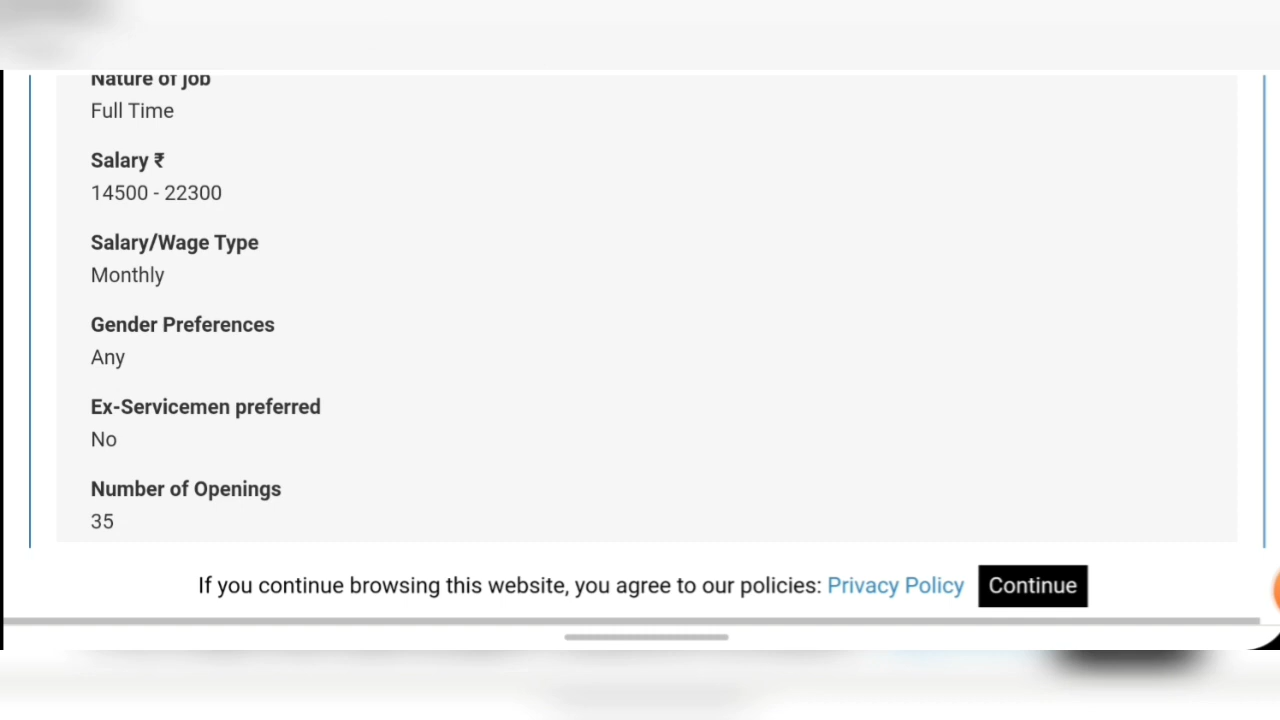 Nature of job
Full Time
Salary ₹
14500 - 22300
Salary/Wage Type
Monthly
Gender Preferences
Any
Ex-Servicemen preferred
No
Number of Openings
35
If you continue browsing this website, you agree to our policies: Privacy Policy Continue